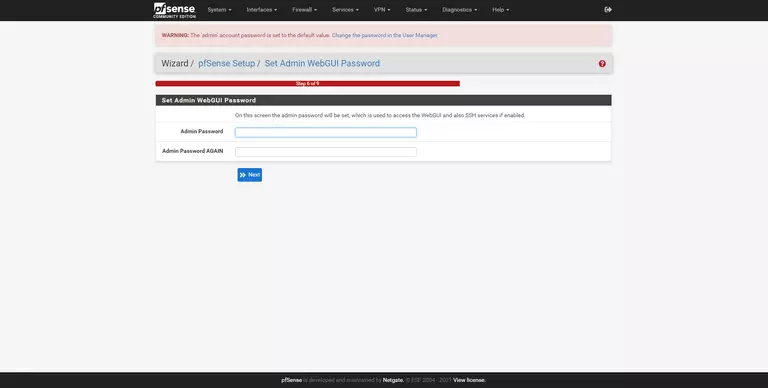 pfsense System Interfaces Firewall Services VPN Status Diagnostics Help
COMMUNITY EDITION
WARNING: The 'admin' account password is set to the default value. Change the password in the User Manager.
Wizard / pfSense Setup / Set Admin WebGUI Password
Step 6 of 9
Set Admin WebGUI Password
On this screen the admin password will be set, which is used to access the WebGUI and also SSH services if enabled.
Admin Password
Admin Password AGAIN
Next
pfSense is developed and maintained by Netgate. © ESF 2004 - 2021 View license.